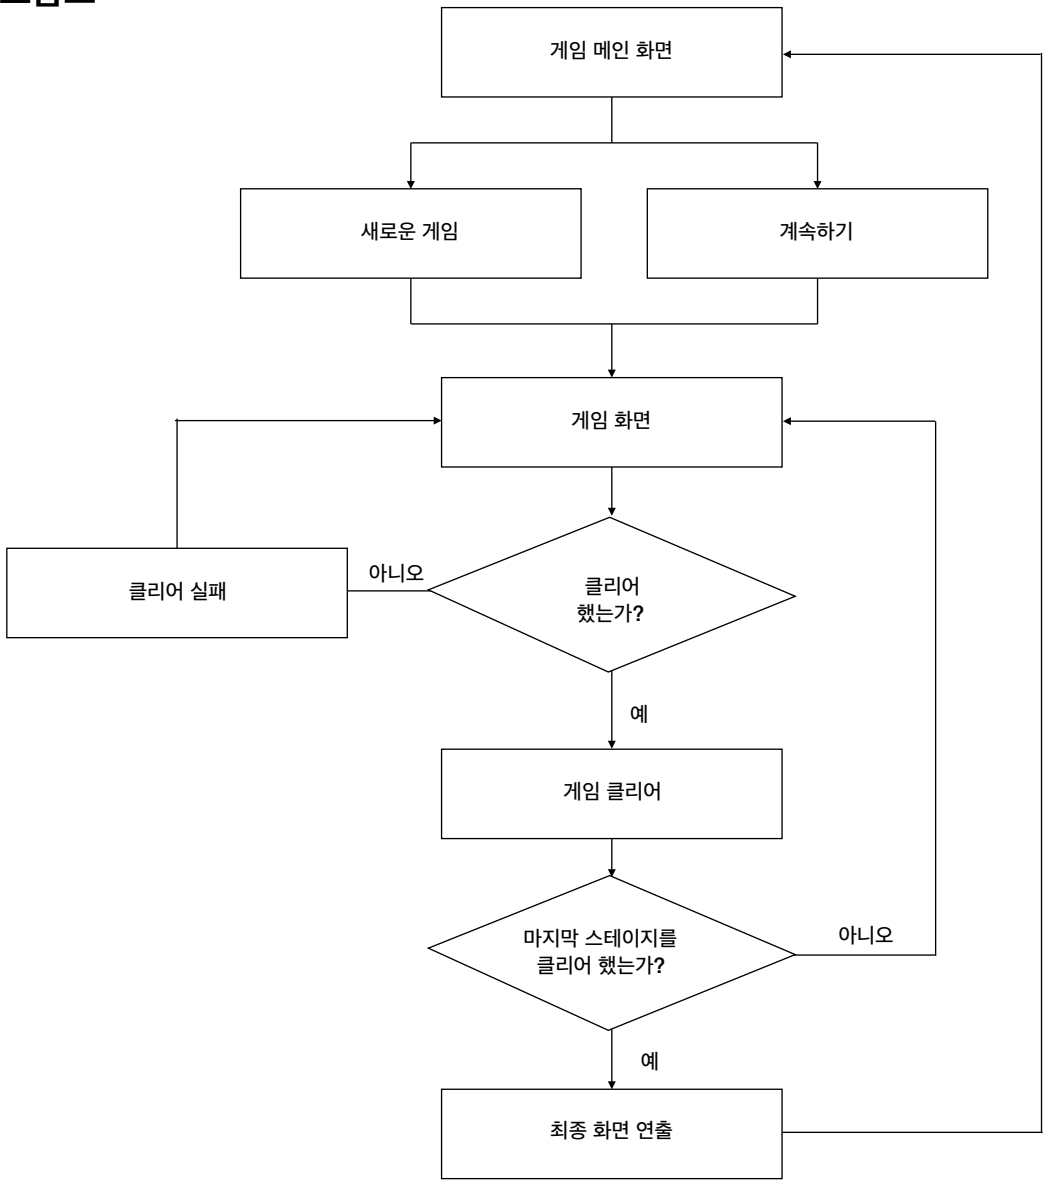 게임 메인 화면
새로운 게임
계속하기
게임 화면
클리어 실패
아니오
클리어
했는가?
예
게임 클리어
마지막 스테이지를
클리어 했는가?
아니오
예
최종 화면 연출